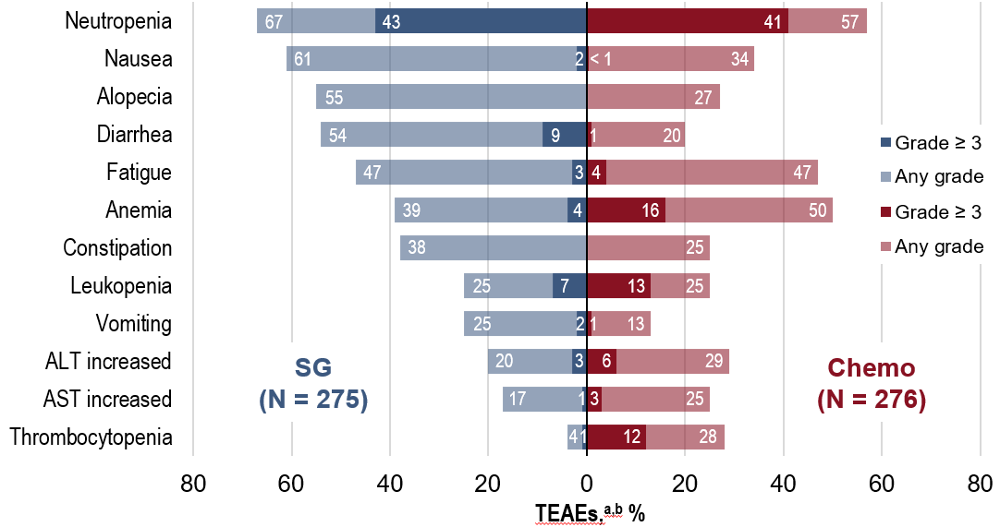 Neutropenia 67 43 41 57
Nausea 61 2 < 1 34
Alopecia 55 27
Diarrhea 54 9 1 20
Fatigue 47 3 4 47
Anemia 39 4 16 50
Constipation 38 25
Leukopenia 25 7 13 25
Vomiting 25 2 1 13
ALT increased 20 3 6 29
AST increased 17 1 3 25
Thrombocytopenia 4 1 12 28
Grade ≥ 3
Any grade
Grade ≥ 3
Any grade
SG
(N = 275)
Chemo
(N = 276)
80 60 40 20 0 20 40 60 80
TEAEs,a,b %